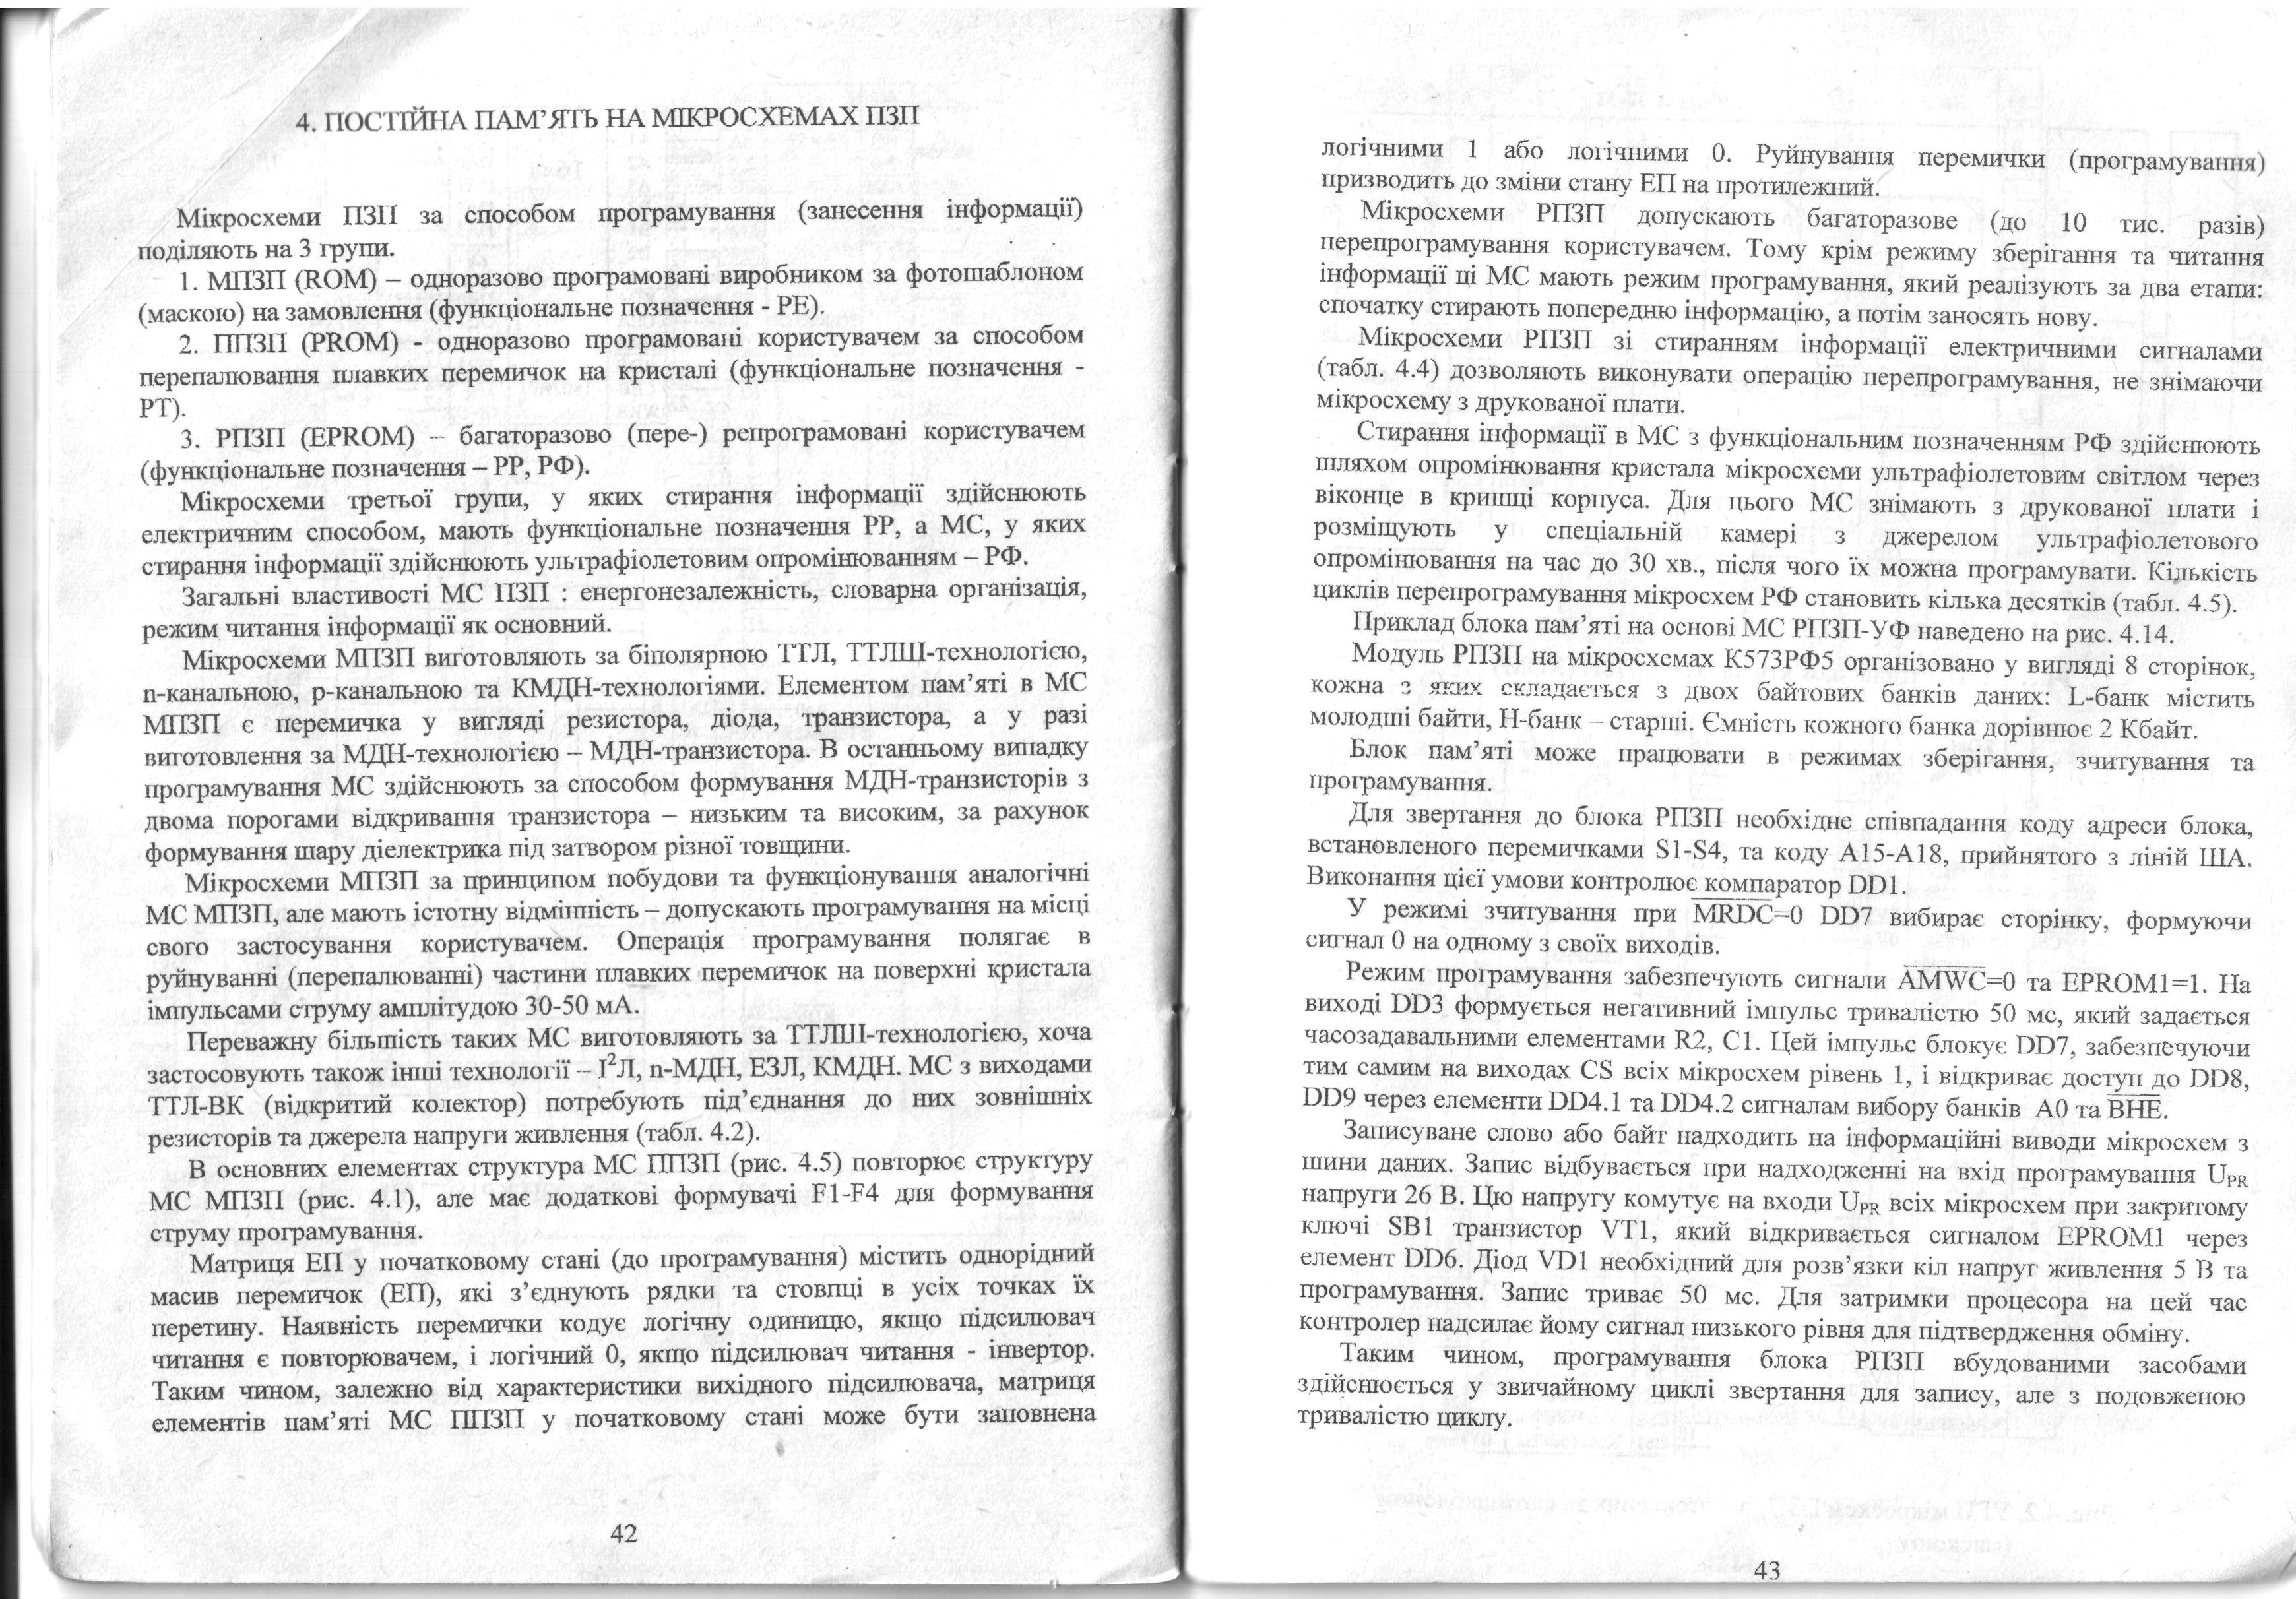 4. ПОСТІЙНА ПАМ’ЯТЬ НА МІКРОСХЕМАХ ПЗП
Мікросхеми ПЗП за способом програмування (занесення інформації)
поділяють на 3 групи.
1. МПЗП (ROM) – одноразово програмовані виробником за фотошаблоном
(маскою) на замовлення (функціональне позначення - РЕ).
2. ППЗП (PROM) - одноразово програмовані користувачем за способом
перепалювання плавких перемичок на кристалі (функціональне позначення -
РТ).
3. РПЗП (EPROM) – багаторазово (пере-) репрограмовані користувачем
(функціональне позначення – РР, РФ).
Мікросхеми третьої групи, у яких стирання інформації здійснюють
електричним способом, мають функціональне позначення РР, а МС, у яких
стирання інформації здійснюють ультрафіолетовим опромінюванням – РФ.
Загальні властивості МС ПЗП : енергонезалежність, словарна організація,
режим читання інформації як основний.
Мікросхеми МПЗП виготовляють за біполярною ТТЛ, ТТЛШ-технологією,
n-канальною, p-канальною та КМДН-технологіями. Елементом пам’яті в МС
МПЗП є перемичка у вигляді резистора, діода, транзистора, а у разі
виготовлення за МДН-технологією – МДН-транзистора. В останньому випадку
програмування МС здійснюють за способом формування МДН-транзисторів з
двома порогами відкривання транзистора – низьким та високим, за рахунок
формування шару діелектрика під затвором різної товщини.
Мікросхеми МПЗП за принципом побудови та функціонування аналогічні
МС МПЗП, але мають істотну відмінність – допускають програмування на місці
свого застосування користувачем. Операція програмування полягає в
руйнуванні (перепалюванні) частини плавких перемичок на поверхні кристала
імпульсами струму амплітудою 30-50 мА.
Переважну більшість таких МС виготовляють за ТТЛШ-технологією, хоча
застосовують також інші технології – І²Л, n-МДН, ЕЗЛ, КМДН. МС з виходами
ТТЛ-ВК (відкритий колектор) потребують під’єднання до них зовнішніх
резисторів та джерела напруги живлення (табл. 4.2).
В основних елементах структура МС ППЗП (рис. 4.5) повторює структуру
МС МПЗП (рис. 4.1), але має додаткові формувачі F1-F4 для формування
струму програмування.
Матриця ЕП у початковому стані (до програмування) містить однорідний
масив перемичок (ЕП), які з’єднують рядки та стовпці в усіх точках їх
перетину. Наявність перемички кодує логічну одиницю, якщо підсилювач
читання є повторювачем, і логічний 0, якщо підсилювач читання - інвертор.
Таким чином, залежно від характеристики вихідного підсилювача, матриця
елементів пам’яті МС ППЗП у початковому стані може бути заповнена
42
логічними 1 або логічними 0. Руйнування перемички (програмування)
призводить до зміни стану ЕП на протилежний.
Мікросхеми РПЗП допускають багаторазове (до 10 тис. разів)
перепрограмування користувачем. Тому крім режиму зберігання та читання
інформації ці МС мають режим програмування, який реалізують за два етапи:
спочатку стирають попередню інформацію, а потім заносять нову.
Мікросхеми РПЗП зі стиранням інформації електричними сигналами
(табл. 4.4) дозволяють виконувати операцію перепрограмування, не знімаючи
мікросхему з друкованої плати.
Стирання інформації в МС з функціональним позначенням РФ здійснюють
шляхом опромінювання кристала мікросхеми ультрафіолетовим світлом через
віконце в кришці корпуса. Для цього МС знімають з друкованої плати і
розміщують у спеціальній камері з джерелом ультрафіолетового
опромінювання на час до 30 хв., після чого їх можна програмувати. Кількість
циклів перепрограмування мікросхем РФ становить кілька десятків (табл. 4.5).
Приклад блока пам’яті на основі МС РПЗП-УФ наведено на рис. 4.14.
Модуль РПЗП на мікросхемах К573РФ5 організовано у вигляді 8 сторінок,
кожна з яких складається з двох байтових банків даних: L-банк містить
молодші байти, Н-банк – старші. Ємність кожного банка дорівнює 2 Кбайт.
Блок пам’яті може працювати в режимах зберігання, зчитування та
програмування.
Для звертання до блока РПЗП необхідне співпадання коду адреси блока,
встановленого перемичками S1-S4, та коду А15-А18, прийнятого з ліній ША.
Виконання цієї умови контролює компаратор DD1.
У режимі зчитування при M̅R̅D̅C̅=0 DD7 вибирає сторінку, формуючи
сигнал 0 на одному з своїх виходів.
Режим програмування забезпечують сигнали A̅M̅W̅C̅=0 та EPROM1=1. На
виході DD3 формується негативний імпульс тривалістю 50 мс, який задається
часозадавальними елементами R2, C1. Цей імпульс блокує DD7, забезпечуючи
тим самим на виходах CS всіх мікросхем рівень 1, і відкриває доступ до DD8,
DD9 через елементи DD4.1 та DD4.2 сигналам вибору банків А0 та B̅H̅E̅.
Записуване слово або байт надходить на інформаційні виводи мікросхем з
шини даних. Запис відбувається при надходженні на вхід програмування UPR
напруги 26 В. Цю напругу комутує на входи UPR всіх мікросхем при закритому
ключі SB1 транзистор VT1, який відкривається сигналом EPROM1 через
елемент DD6. Діод VD1 необхідний для розв’язки кіл напруг живлення 5 В та
програмування. Запис триває 50 мс. Для затримки процесора на цей час
контролер надсилає йому сигнал низького рівня для підтвердження обміну.
Таким чином, програмування блока РПЗП вбудованими засобами
здійснюється у звичайному циклі звертання для запису, але з подовженою
тривалістю циклу.
43